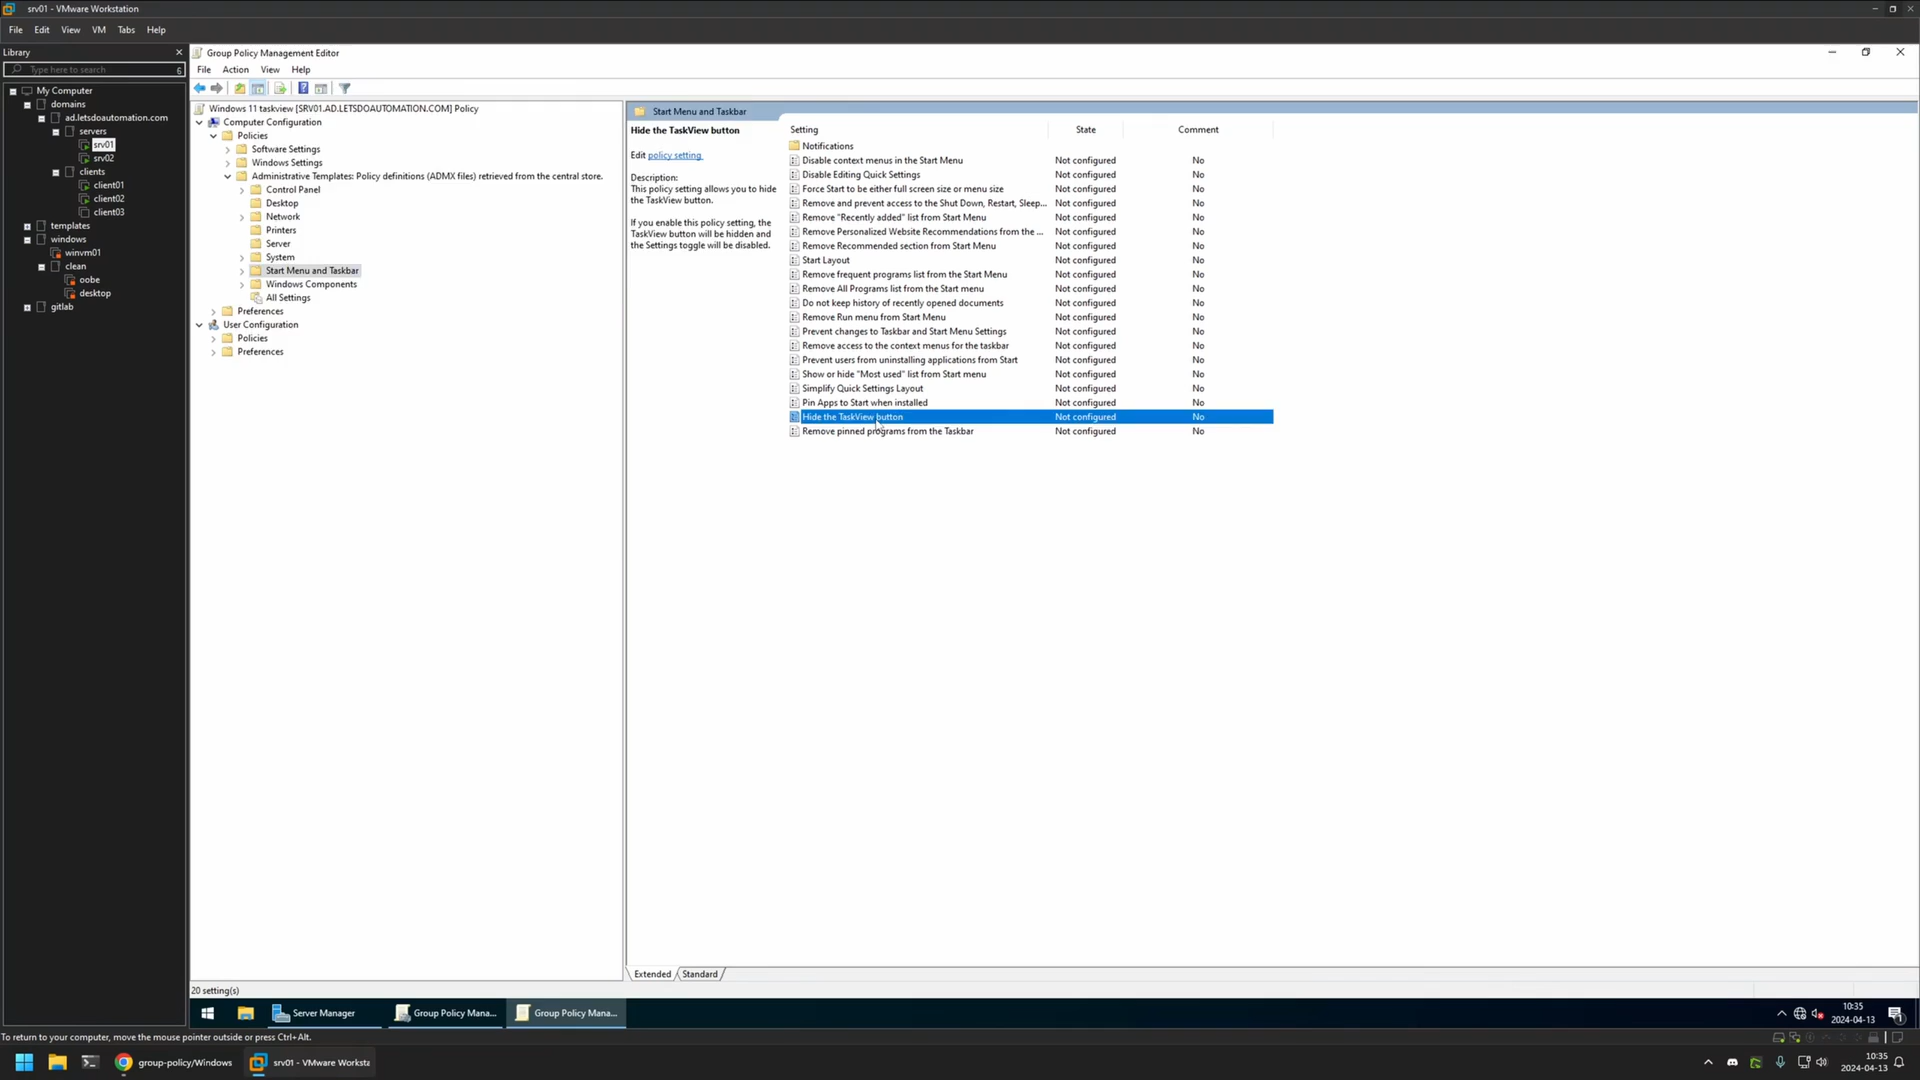 srv01 - VMware Workstation
File Edit View VM Tabs Help
Library
Type here to search
My Computer
domains
ad.letsdoautomation.com
servers
srv01
srv02
clients
client01
client02
client03
templates
windows
winvm01
clean
oobe
desktop
gitlab
Group Policy Management Editor
File Action View Help
Windows 11 taskview [SRV01.AD.LETSDOAUTOMATION.COM] Policy
Computer Configuration
Policies
Software Settings
Windows Settings
Administrative Templates: Policy definitions (ADMX files) retrieved from the central store.
Control Panel
Desktop
Network
Printers
Server
System
Start Menu and Taskbar
Windows Components
All Settings
Preferences
User Configuration
Policies
Preferences
Start Menu and Taskbar
Hide the TaskView button
Edit policy setting
Description:
This policy setting allows you to hide
the TaskView button.
If you enable this policy setting, the
TaskView button will be hidden and
the Settings toggle will be disabled.
Setting State Comment
Notifications
Disable context menus in the Start Menu Not configured No
Disable Editing Quick Settings Not configured No
Force Start to be either full screen size or menu size Not configured No
Remove and prevent access to the Shut Down, Restart, Sleep... Not configured No
Remove "Recently added" list from Start Menu Not configured No
Remove Personalized Website Recommendations from the ... Not configured No
Remove Recommended section from Start Menu Not configured No
Start Layout Not configured No
Remove frequent programs list from the Start Menu Not configured No
Remove All Programs list from the Start menu Not configured No
Do not keep history of recently opened documents Not configured No
Remove Run menu from Start Menu Not configured No
Prevent changes to Taskbar and Start Menu Settings Not configured No
Remove access to the context menus for the taskbar Not configured No
Prevent users from uninstalling applications from Start Not configured No
Show or hide "Most used" list from Start menu Not configured No
Simplify Quick Settings Layout Not configured No
Pin Apps to Start when installed Not configured No
Hide the TaskView button Not configured No
Remove pinned programs from the Taskbar Not configured No
Extended Standard
20 setting(s)
Server Manager Group Policy Mana... Group Policy Mana...
10:35
2024-04-13
1
To return to your computer, move the mouse pointer outside or press Ctrl+Alt.
group-policy/Windows srv01 - VMware Worksta
10:35
2024-04-13